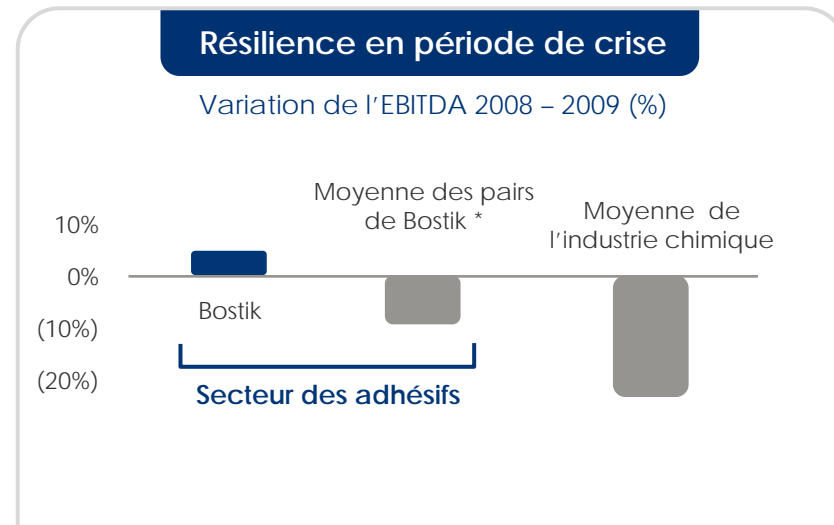 Résilience en période de crise
Variation de l’EBITDA 2008 – 2009 (%)
Moyenne des pairs
de Bostik *
Moyenne de
l’industrie chimique
10%
0%
(10%)
(20%)
Bostik
Secteur des adhésifs